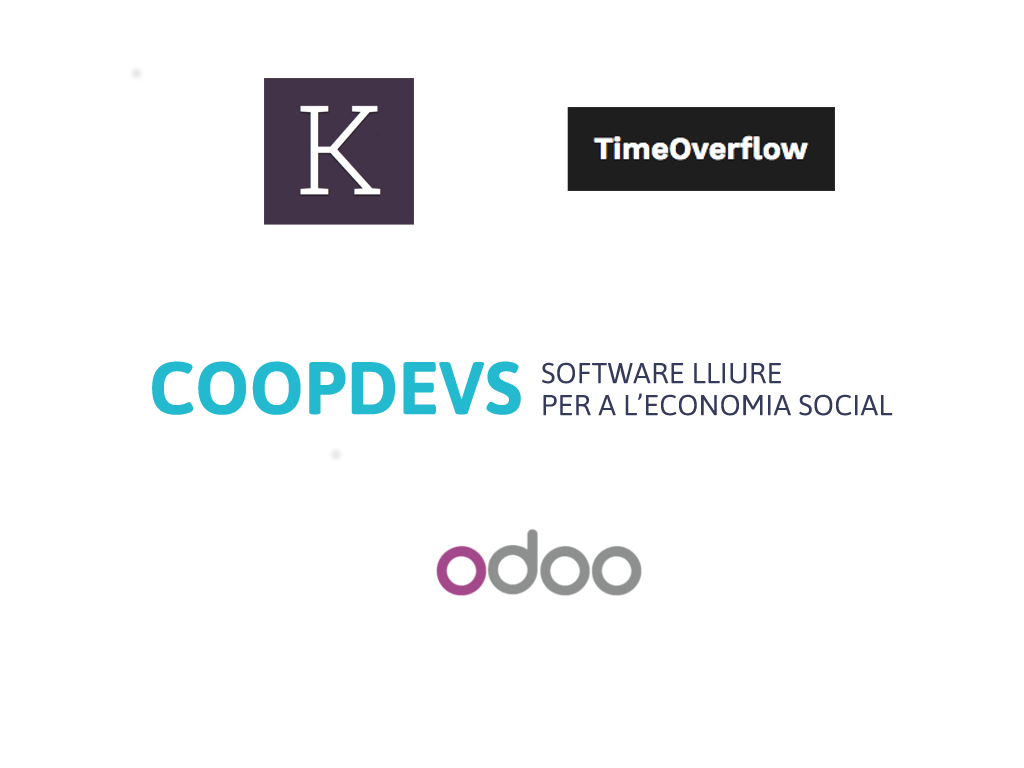 K
TimeOverflow
COOPDEVS
SOFTWARE LLIURE
PER A L'ECONOMIA SOCIAL
odoo